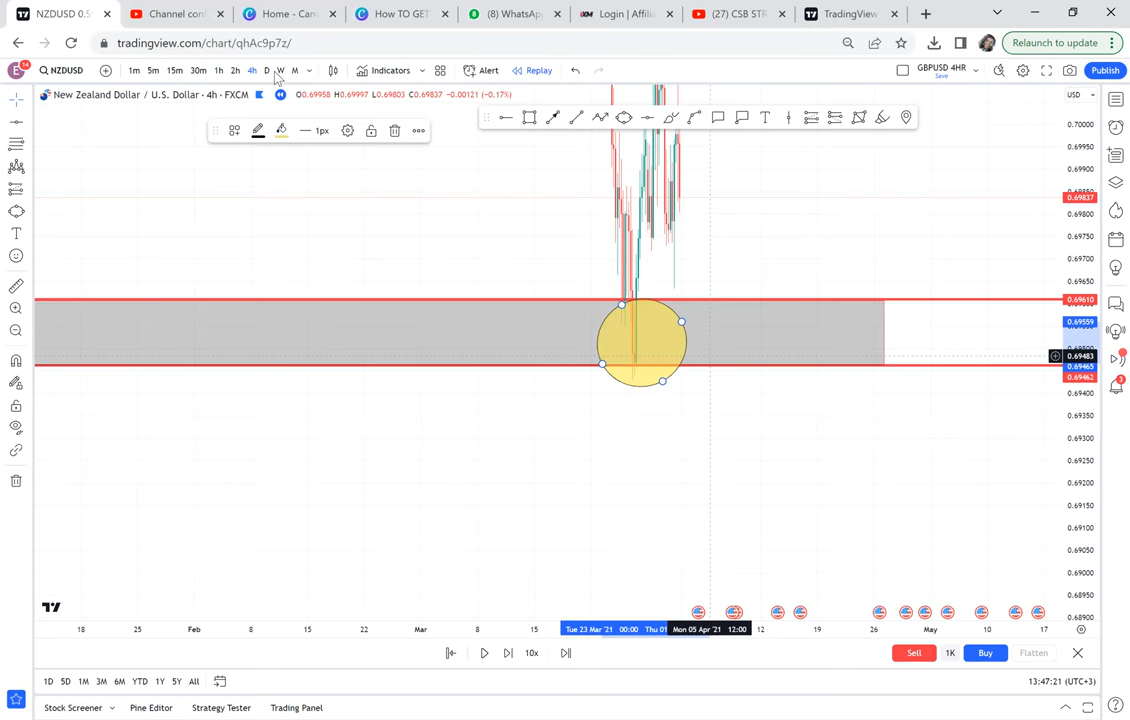 NZDUSD 0.5
Channel con
Home - Can
How TO GET
(8) WhatsApp
Login | Affilia
(27) CSB STR
TradingView
tradingview.com/chart/qhAc9p7z/
Relaunch to update
E
14
NZDUSD
1m 5m 15m 30m 1h 2h 4h D W M
Indicators
Alert
Replay
GBPUSD 4HR
Save
Publish
New Zealand Dollar / U.S. Dollar · 4h · FXCM
O0.69958 H0.69997 L0.69803 C0.69837 -0.00121 (-0.17%)
USD
1px
0.70000
0.69950
0.69900
0.69837
0.69800
0.69750
0.69700
0.69650
0.69610
0.69559
0.69483
0.69465
0.69462
0.69400
0.69350
0.69300
0.69250
0.69200
0.69150
0.69100
0.69050
0.69000
0.68950
0.68900
3
18 25 Feb 8 15 22 Mar 8 15 Tue 23 Mar '21 00:00 Thu 01 Mon 05 Apr '21 12:00 12 19 26 May 10 17
10x
Sell 1K Buy Flatten
1D 5D 1M 3M 6M YTD 1Y 5Y All
13:47:21 (UTC+3)
Stock Screener Pine Editor Strategy Tester Trading Panel